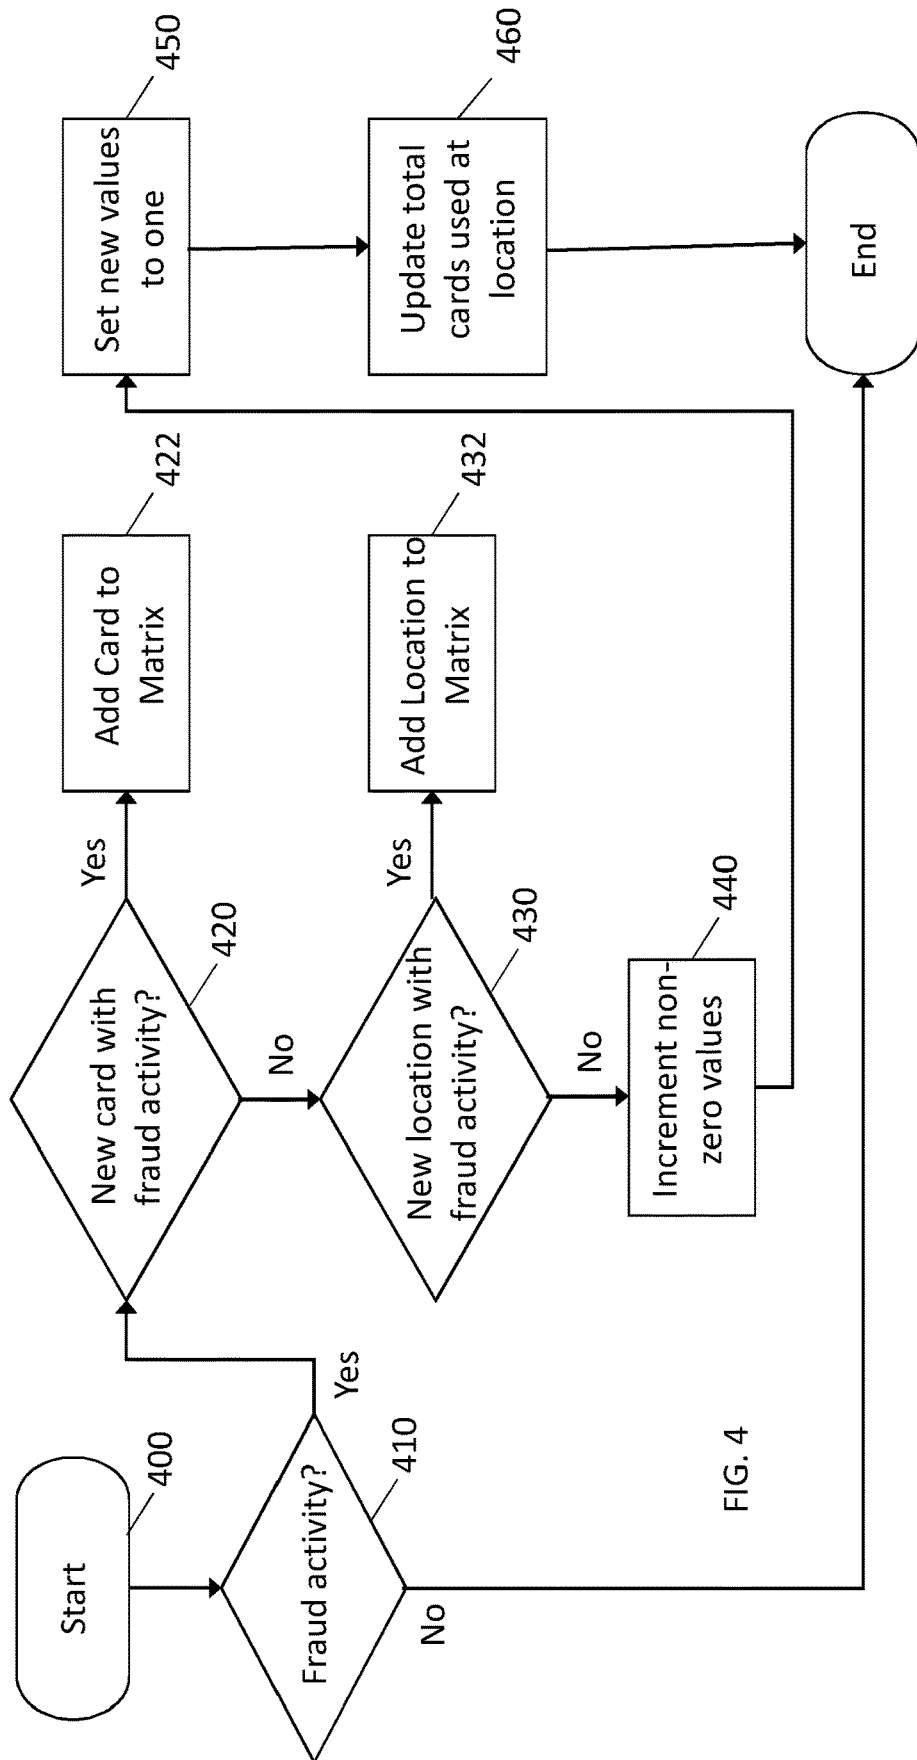 Start
400
Fraud activity?
410
Yes
No
New card with
fraud activity?
420
Yes
No
Add Card to
Matrix
422
New location with
fraud activity?
430
Yes
No
Add Location to
Matrix
432
Increment non-
zero values
440
Set new values
to one
450
Update total
cards used at
location
460
End
FIG. 4